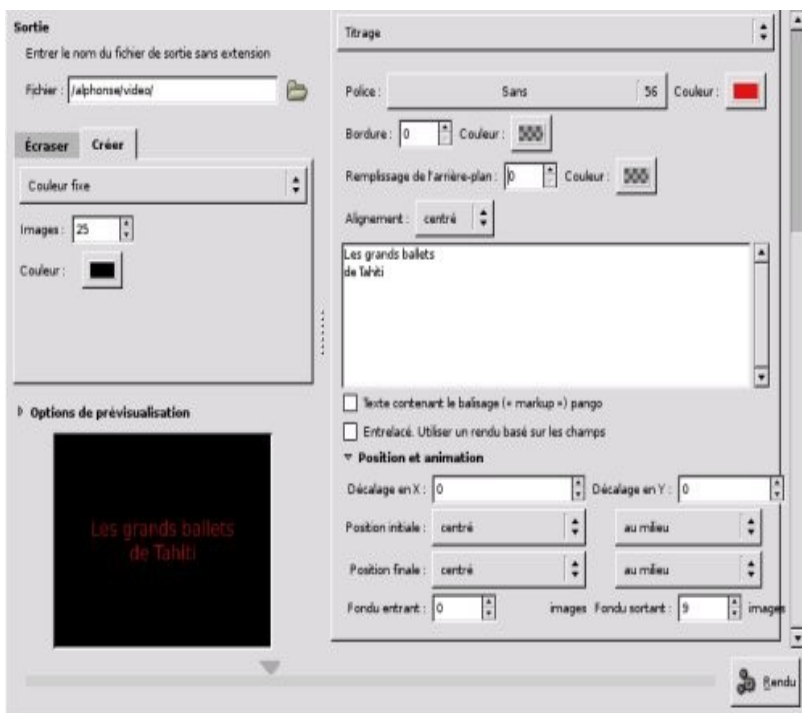 Sortie
Entrer le nom du fichier de sortie sans extension
Fichier : /alphonse/video/
Écraser Créer
Couleur fixe
Images : 25
Couleur :
Options de prévisualisation
Les grands ballets
de Tahiti
Titrage
Police : Sans 56 Couleur :
Bordure : 0 Couleur :
Remplissage de l'arrière-plan : 0 Couleur :
Alignement : centré
Les grands ballets
de Tahiti
Texte contenant le balisage (« markup ») pango
Entrelacé. Utiliser un rendu basé sur les champs
Position et animation
Décalage en X : 0 Décalage en Y : 0
Position initiale : centré au milieu
Position finale : centré au milieu
Fondu entrant : 0 images Fondu sortant : 9 images
Rendu